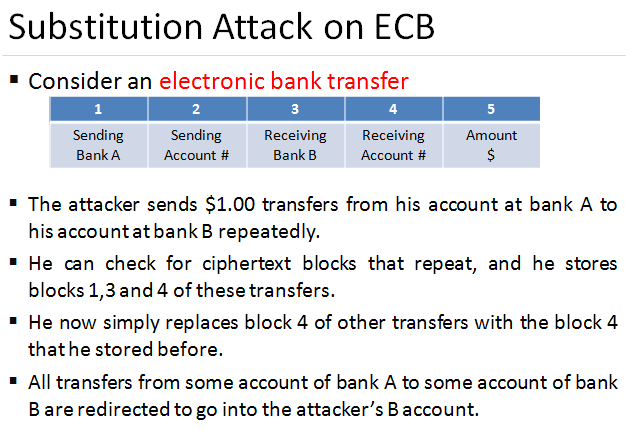 Substitution Attack on ECB
▪ Consider an electronic bank transfer
1 2 3 4 5
Sending Sending Receiving Receiving Amount
Bank A Account # Bank B Account # $
▪ The attacker sends $1.00 transfers from his account at bank A to
his account at bank B repeatedly.
▪ He can check for ciphertext blocks that repeat, and he stores
blocks 1,3 and 4 of these transfers.
▪ He now simply replaces block 4 of other transfers with the block 4
that he stored before.
▪ All transfers from some account of bank A to some account of bank
B are redirected to go into the attacker’s B account.